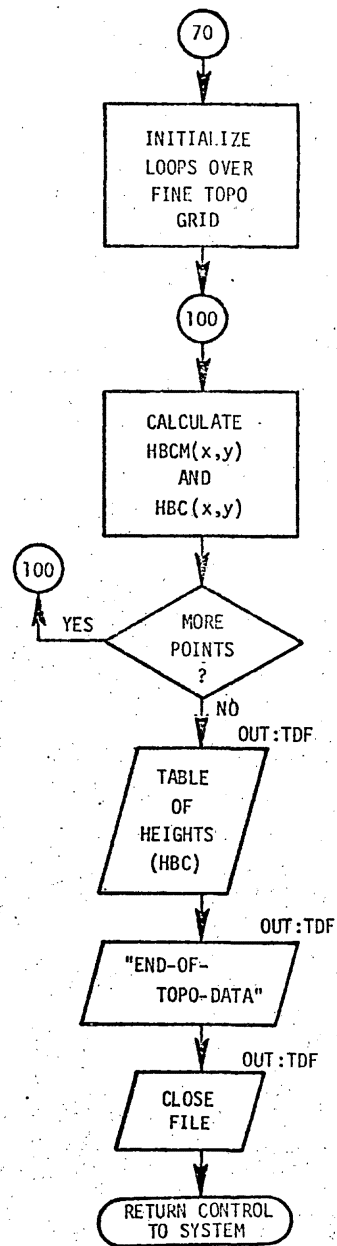 70
INITIALIZE
LOOPS OVER
FINE TOPO
GRID
100
CALCULATE
HBCM(x,y)
AND
HBC(x,y)
100
YES
MORE
POINTS
?
NO
OUT:TDF
TABLE
OF
HEIGHTS
(HBC)
OUT:TDF
"END-OF-
TOPO-DATA"
OUT:TDF
CLOSE
FILE
RETURN CONTROL
TO SYSTEM